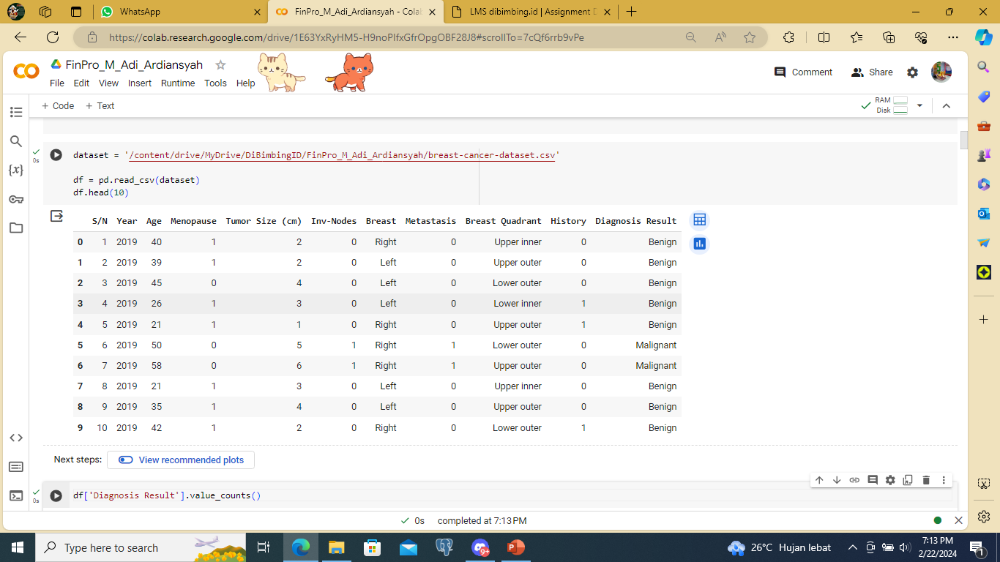 WhatsApp
FinPro_M_Adi_Ardiansyah - Colab
LMS dibimbing.id | Assignment D
https://colab.research.google.com/drive/1E63YxRyHM5-H9noPlfxGfrOpgOBF28J8#scrollTo=7cQf6rrb9vPe
FinPro_M_Adi_Ardiansyah
Comment
Share
File Edit View Insert Runtime Tools Help
+ Code + Text
RAM
Disk
0s
dataset = '/content/drive/MyDrive/DiBimbingID/FinPro_M_Adi_Ardiansyah/breast-cancer-dataset.csv'
{x}
df = pd.read_csv(dataset)
df.head(10)
S/N Year Age Menopause Tumor Size (cm) Inv-Nodes Breast Metastasis Breast Quadrant History Diagnosis Result
0 1 2019 40 1 2 0 Right 0 Upper inner 0 Benign
1 2 2019 39 1 2 0 Left 0 Upper outer 0 Benign
2 3 2019 45 0 4 0 Left 0 Lower outer 0 Benign
3 4 2019 26 1 3 0 Left 0 Lower inner 1 Benign
4 5 2019 21 1 1 0 Right 0 Upper outer 1 Benign
5 6 2019 50 0 5 1 Right 1 Lower outer 0 Malignant
6 7 2019 58 0 6 1 Right 1 Upper outer 0 Malignant
7 8 2019 21 1 3 0 Left 0 Upper inner 0 Benign
8 9 2019 35 1 4 0 Left 0 Upper outer 0 Benign
9 10 2019 42 1 2 0 Right 0 Lower outer 1 Benign
Next steps: View recommended plots
0s
df['Diagnosis Result'].value_counts()
0s completed at 7:13 PM
Type here to search
9+
26°C Hujan lebat
7:13 PM
2/22/2024
1